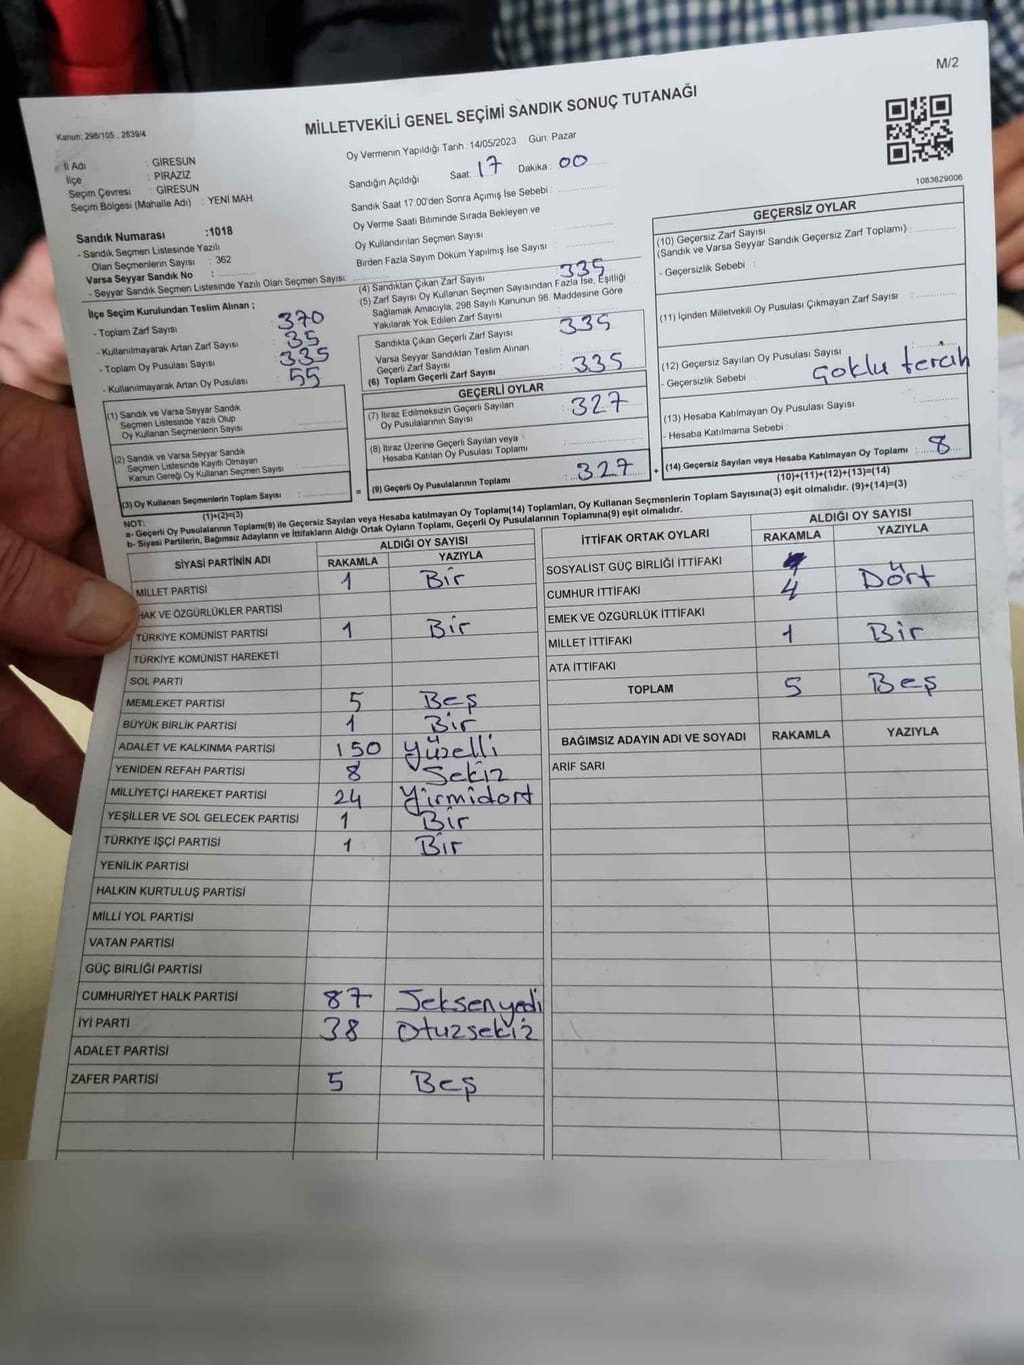 M/2
Kanun: 298/105 , 2839/4
MİLLETVEKİLİ GENEL SEÇİMİ SANDIK SONUÇ TUTANAĞI
İl Adı : GİRESUN
İlçe : PİRAZİZ
Seçim Çevresi : GİRESUN
Seçim Bölgesi (Mahalle Adı) : YENİ MAH
Sandık Numarası :1018
- Sandık Seçmen Listesinde Yazılı
Olan Seçmenlerin Sayısı : 362
Varsa Seyyar Sandık No :
- Seyyar Sandık Seçmen Listesinde Yazılı Olan Seçmen Sayısı:
İlçe Seçim Kurulundan Teslim Alınan ;
- Toplam Zarf Sayısı : 370
- Kullanılmayarak Artan Zarf Sayısı : 35
- Toplam Oy Pusulası Sayısı : 335
- Kullanılmayarak Artan Oy Pusulası : 55
(1) Sandık ve Varsa Seyyar Sandık
Seçmen Listesinde Yazılı Olup
Oy Kullanan Seçmenlerin Sayısı
(2) Sandık ve Varsa Seyyar Sandık
Seçmen Listesinde Kayıtlı Olmayan
Kanun Gereği Oy Kullanan Seçmen Sayısı
(3) Oy Kullanan Seçmenlerin Toplam Sayısı :
(1)+(2)=(3)
Oy Vermenin Yapıldığı Tarih :14/05/2023 Gün: Pazar
Sandığın Açıldığı Saat: 17 Dakika : 00
Sandık Saat 17:00'den Sonra Açımış İse Sebebi :
Oy Verme Saati Bitiminde Sırada Bekleyen ve
Oy Kullandırılan Seçmen Sayısı
Birden Fazla Sayım Döküm Yapılmış İse Sayısı :
(4) Sandıktan Çıkan Zarf Sayısı : 335
(5) Zarf Sayısı Oy Kullanan Seçmen Sayısından Fazla İse, Eşitliği
Sağlamak Amacıyla, 298 Sayılı Kanunun 98. Maddesine Göre
Yakılarak Yok Edilen Zarf Sayısı
Sandıkta Çıkan Geçerli Zarf Sayısı : 335
Varsa Seyyar Sandıktan Teslim Alınan
Geçerli Zarf Sayısı
(6) Toplam Geçerli Zarf Sayısı : 335
GEÇERLİ OYLAR
(7) İtiraz Edilmeksizin Geçerli Sayılan
Oy Pusulalarının Sayısı : 327
(8) İtiraz Üzerine Geçerli Sayılan veya
Hesaba Katılan Oy Pusulası Toplamı
= (9) Geçerli Oy Pusulalarının Toplamı : 327 +
1083629006
GEÇERSİZ OYLAR
(10) Geçersiz Zarf Sayısı
(Sandık ve Varsa Seyyar Sandık Geçersiz Zarf Toplamı) :
- Geçersizlik Sebebi :
(11) İçinden Milletvekili Oy Pusulası Çıkmayan Zarf Sayısı :
(12) Geçersiz Sayılan Oy Pusulası Sayısı :
- Geçersizlik Sebebi : Çoklu tercih
(13) Hesaba Katılmayan Oy Pusulası Sayısı :
- Hesaba Katılmama Sebebi :
(14) Geçersiz Sayılan veya Hesaba Katılmayan Oy Toplamı : 8
(10)+(11)+(12)+(13)=(14)
NOT:
a- Geçerli Oy Pusulalarının Toplamı(9) ile Geçersiz Sayılan veya Hesaba katılmayan Oy Toplamı(14) Toplamları, Oy Kullanan Seçmenlerin Toplam Sayısına(3) eşit olmalıdır. (9)+(14)=(3)
b- Siyasi Partilerin, Bağımsız Adayların ve İttifakların Aldığı Ortak Oyların Toplamı, Geçerli Oy Pusulalarının Toplamına(9) eşit olmalıdır.
SİYASİ PARTİNİN ADI ALDIĞI OY SAYISI
RAKAMLA YAZIYLA
MİLLET PARTİSİ 1 Bir
HAK VE ÖZGÜRLÜKLER PARTİSİ
TÜRKİYE KOMÜNİST PARTİSİ 1 Bir
TÜRKİYE KOMÜNİST HAREKETİ
SOL PARTİ
MEMLEKET PARTİSİ 5 Beş
BÜYÜK BİRLİK PARTİSİ 1 Bir
ADALET VE KALKINMA PARTİSİ 150 Yüzelli
YENİDEN REFAH PARTİSİ 8 Sekiz
MİLLİYETÇİ HAREKET PARTİSİ 24 Yirmidort
YEŞİLLER VE SOL GELECEK PARTİSİ 1 Bir
TÜRKİYE İŞÇİ PARTİSİ 1 Bir
YENİLİK PARTİSİ
HALKIN KURTULUŞ PARTİSİ
MİLLİ YOL PARTİSİ
VATAN PARTİSİ
GÜÇ BİRLİĞİ PARTİSİ
CUMHURİYET HALK PARTİSİ 87 Seksenyedi
İYİ PARTİ 38 Otuzsekiz
ADALET PARTİSİ
ZAFER PARTİSİ 5 Beş
İTTİFAK ORTAK OYLARI ALDIĞI OY SAYISI
RAKAMLA YAZIYLA
SOSYALİST GÜÇ BİRLİĞİ İTTİFAKI
CUMHUR İTTİFAKI 4 Dört
EMEK VE ÖZGÜRLÜK İTTİFAKI
MİLLET İTTİFAKI 1 Bir
ATA İTTİFAKI
TOPLAM 5 Beş
BAĞIMSIZ ADAYIN ADI VE SOYADI RAKAMLA YAZIYLA
ARİF SARI